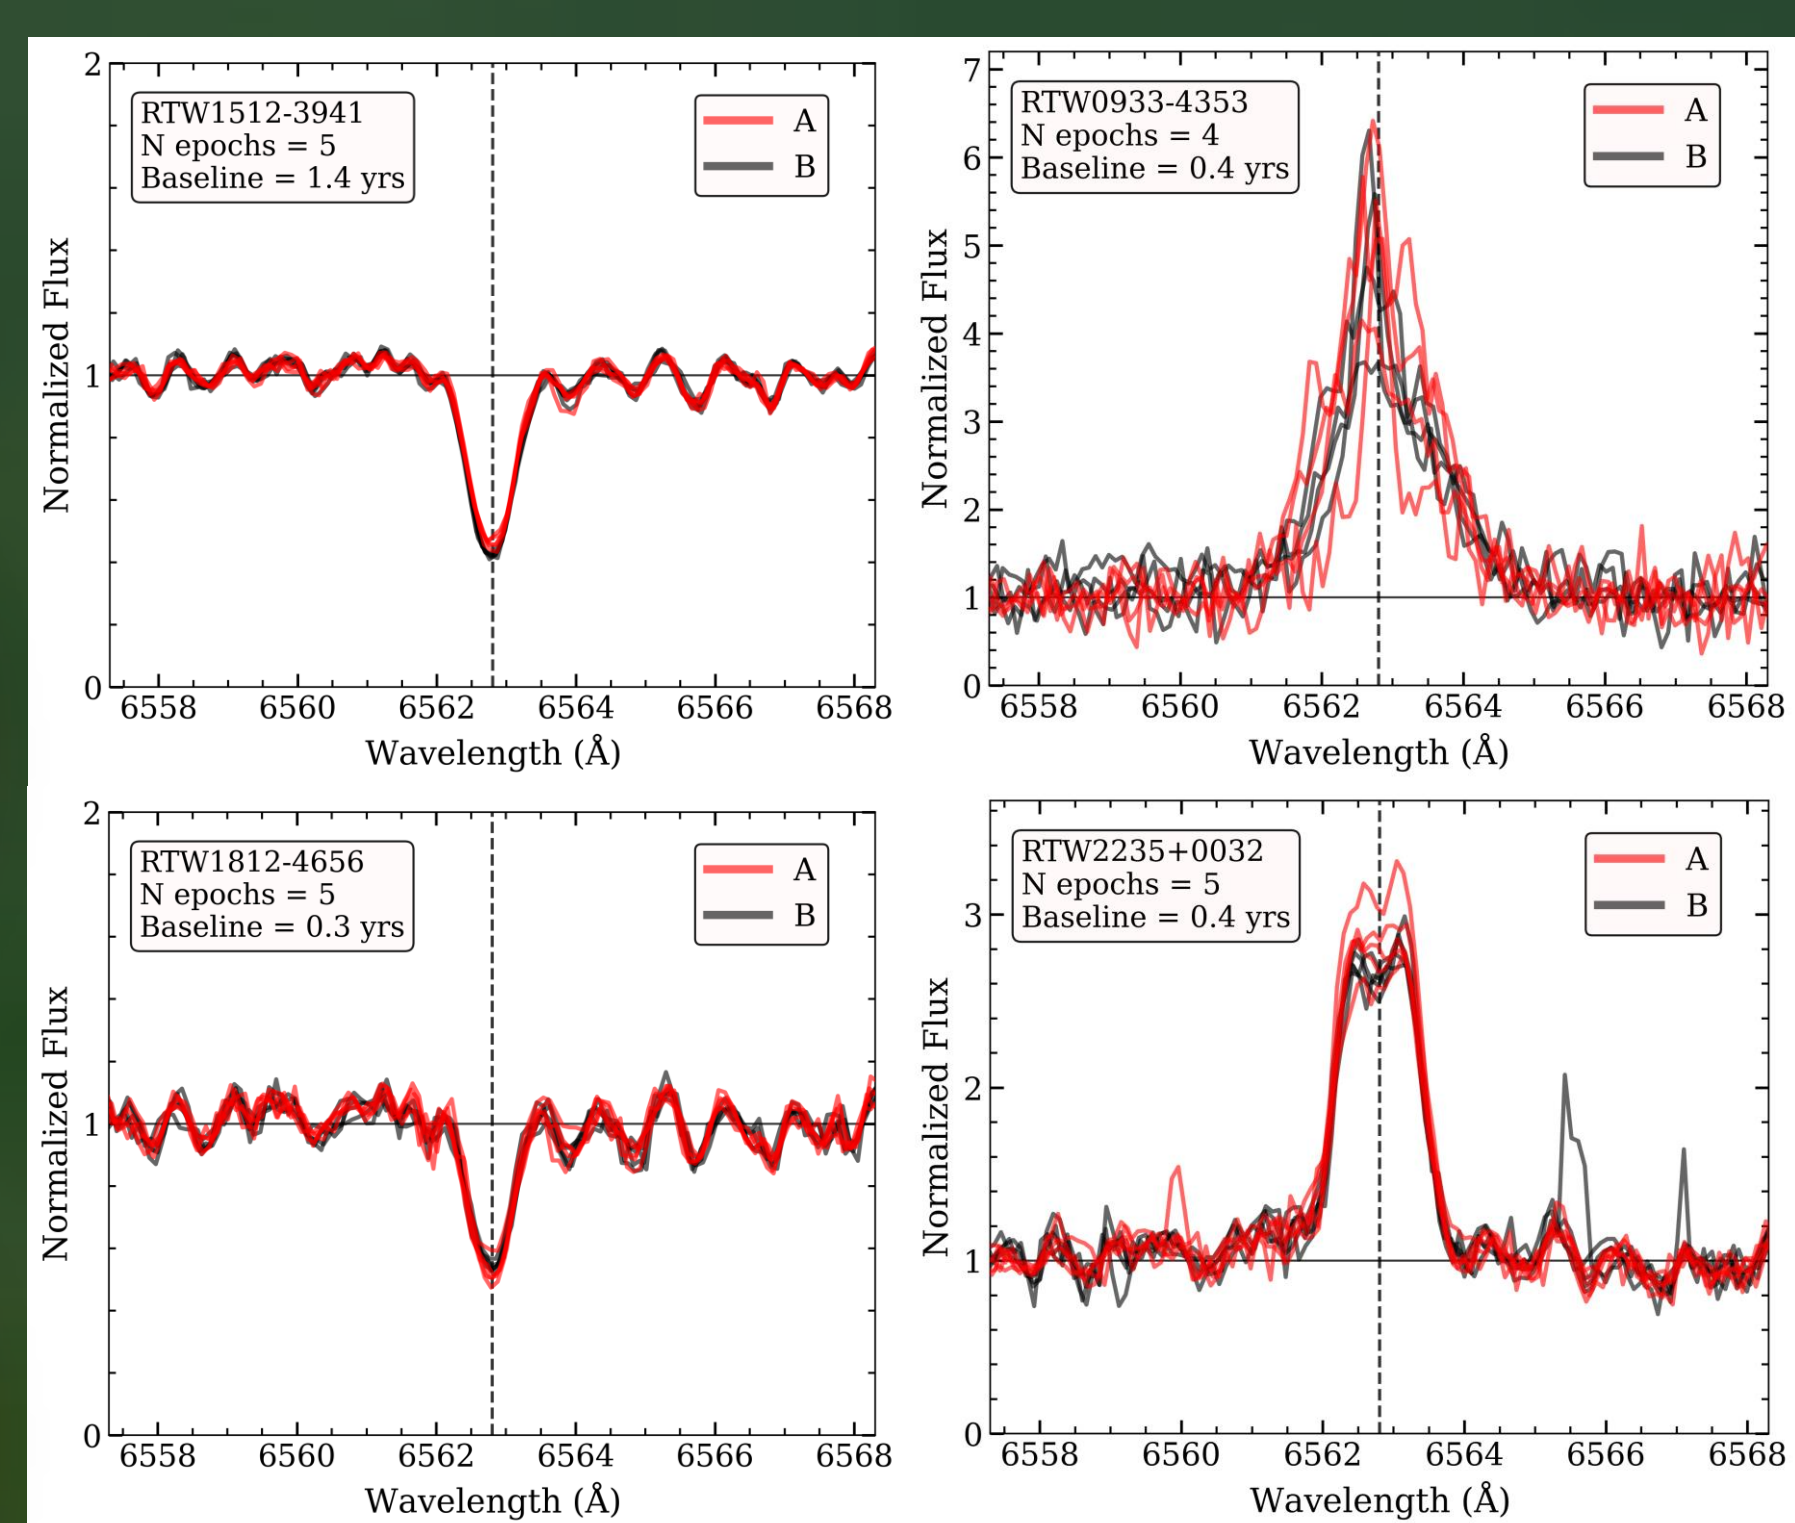 RTW1512-3941
N epochs = 5
Baseline = 1.4 yrs
A
B
2
1
0
Normalized Flux
6558 6560 6562 6564 6566 6568
Wavelength (Å)
RTW0933-4353
N epochs = 4
Baseline = 0.4 yrs
A
B
7
6
5
4
3
2
1
0
Normalized Flux
6558 6560 6562 6564 6566 6568
Wavelength (Å)
RTW1812-4656
N epochs = 5
Baseline = 0.3 yrs
A
B
2
1
0
Normalized Flux
6558 6560 6562 6564 6566 6568
Wavelength (Å)
RTW2235+0032
N epochs = 5
Baseline = 0.4 yrs
A
B
3
2
1
0
Normalized Flux
6558 6560 6562 6564 6566 6568
Wavelength (Å)